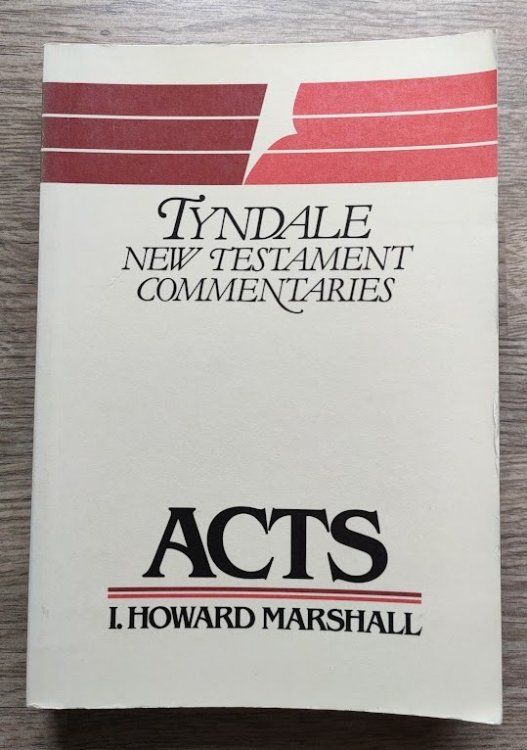 TYNDALE
NEW TESTAMENT
COMMENTARIES
ACTS
I. HOWARD MARSHALL